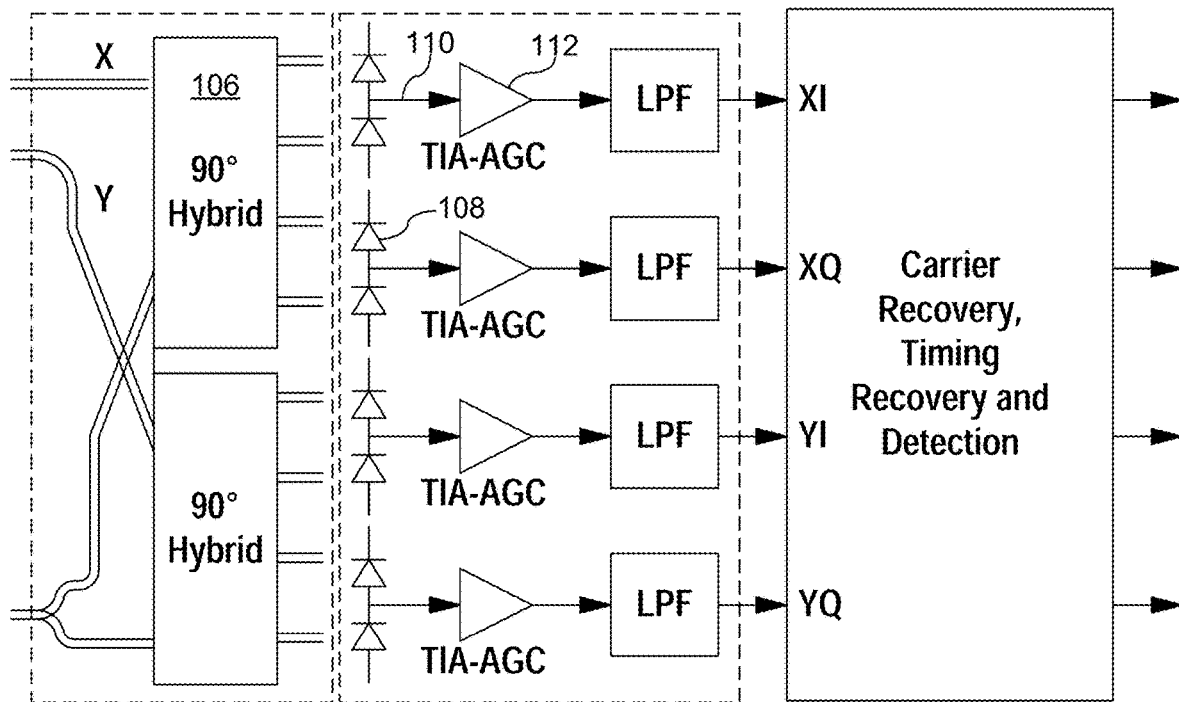 X
106
90°
Hybrid
Y
90°
Hybrid
110
112
TIA-AGC
LPF
XI
108
TIA-AGC
LPF
XQ
TIA-AGC
LPF
YI
TIA-AGC
LPF
YQ
Carrier
Recovery,
Timing
Recovery and
Detection